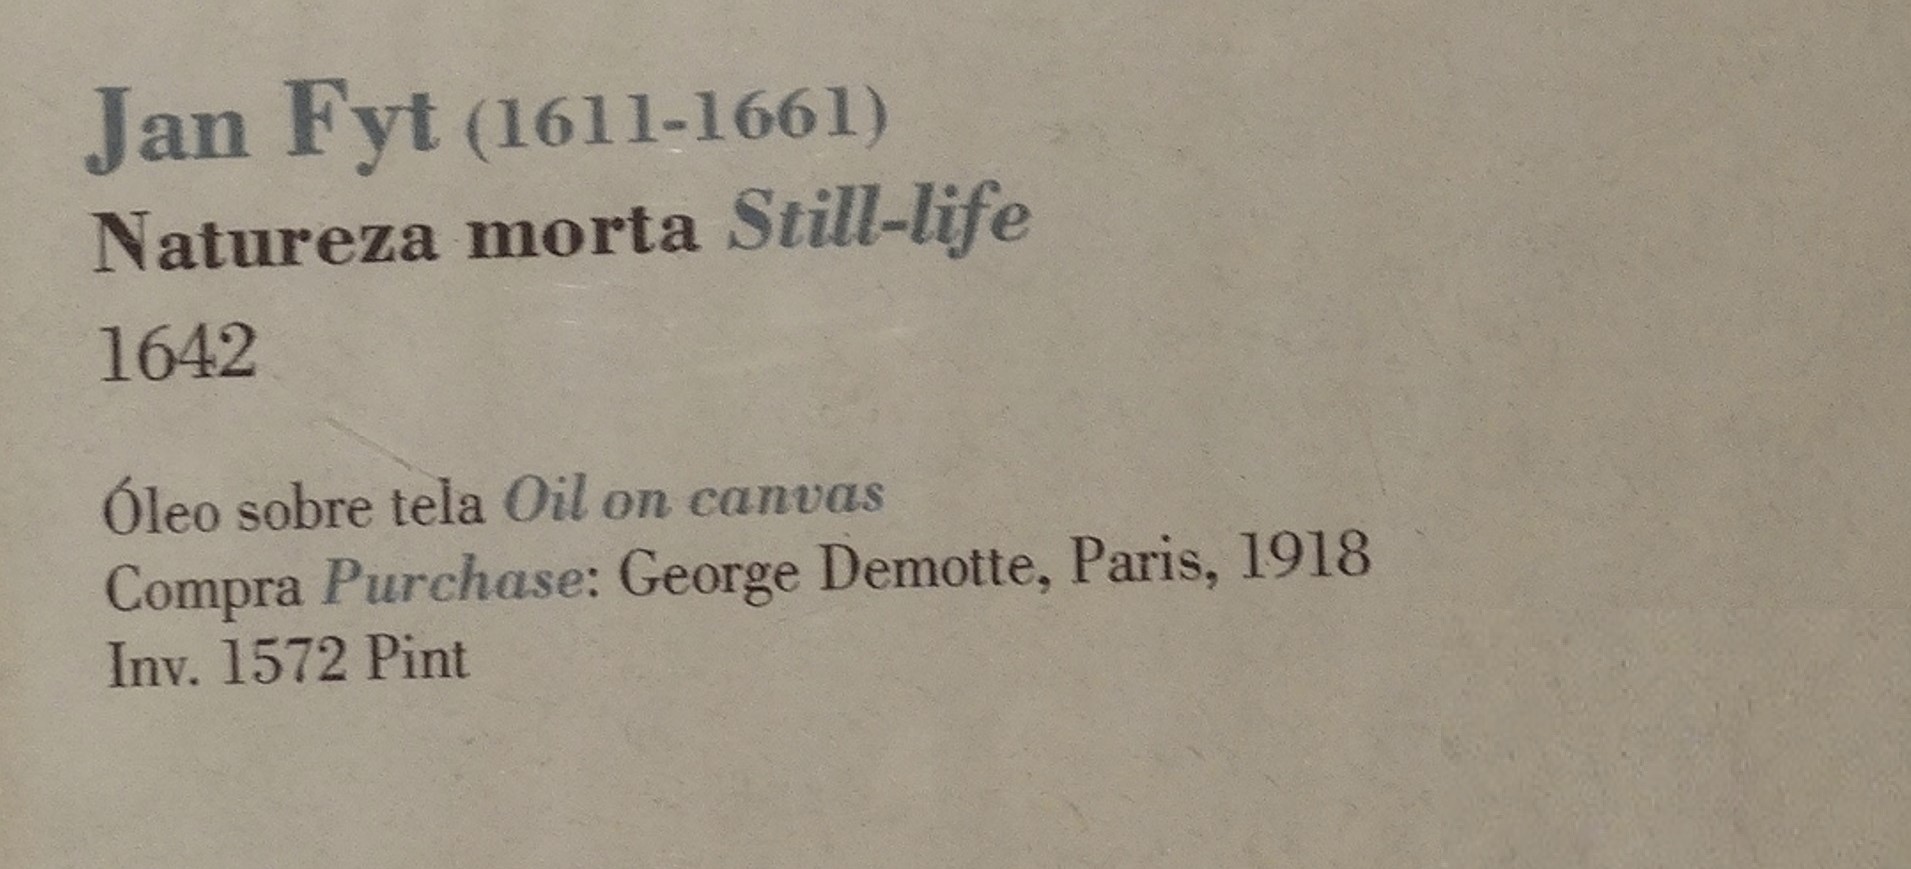 Jan Fyt (1611-1661)
Natureza morta Still-life
1642
Óleo sobre tela Oil on canvas
Compra Purchase: George Demotte, Paris, 1918
Inv. 1572 Pint